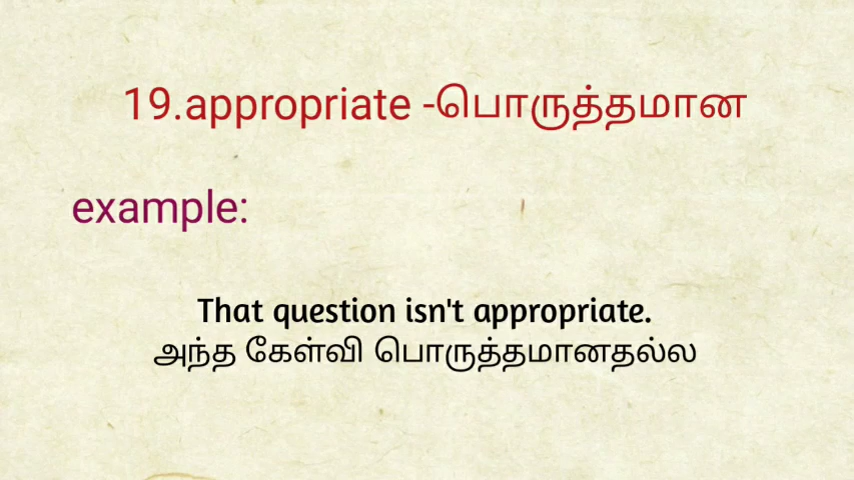 19.appropriate -பொருத்தமான
example:
That question isn't appropriate.
அந்த கேள்வி பொருத்தமானதல்ல